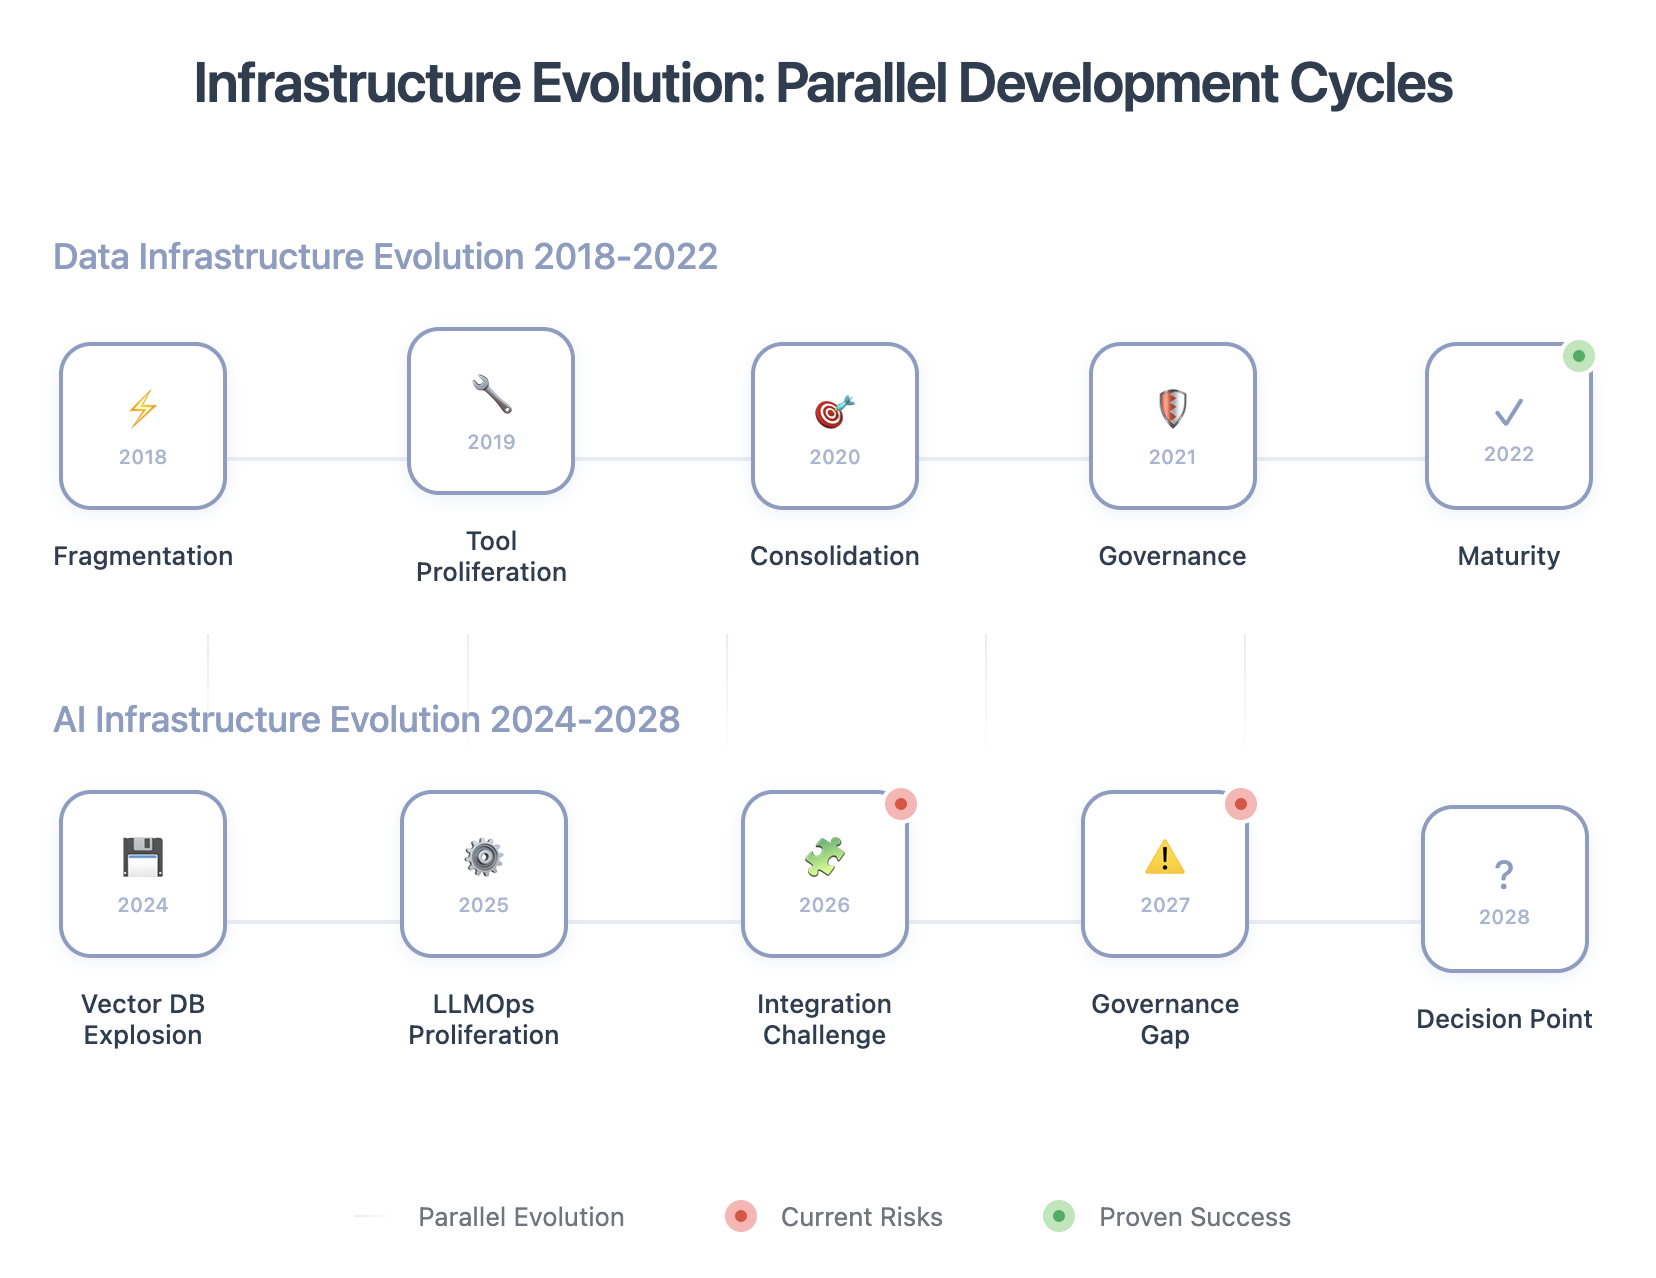 Infrastructure Evolution: Parallel Development Cycles
Data Infrastructure Evolution 2018-2022
2018
2019
2020
2021
2022
Fragmentation
Tool
Proliferation
Consolidation
Governance
Maturity
AI Infrastructure Evolution 2024-2028
2024
2025
2026
2027
?
2028
Vector DB
Explosion
LLMOps
Proliferation
Integration
Challenge
Governance
Gap
Decision Point
Parallel Evolution
Current Risks
Proven Success